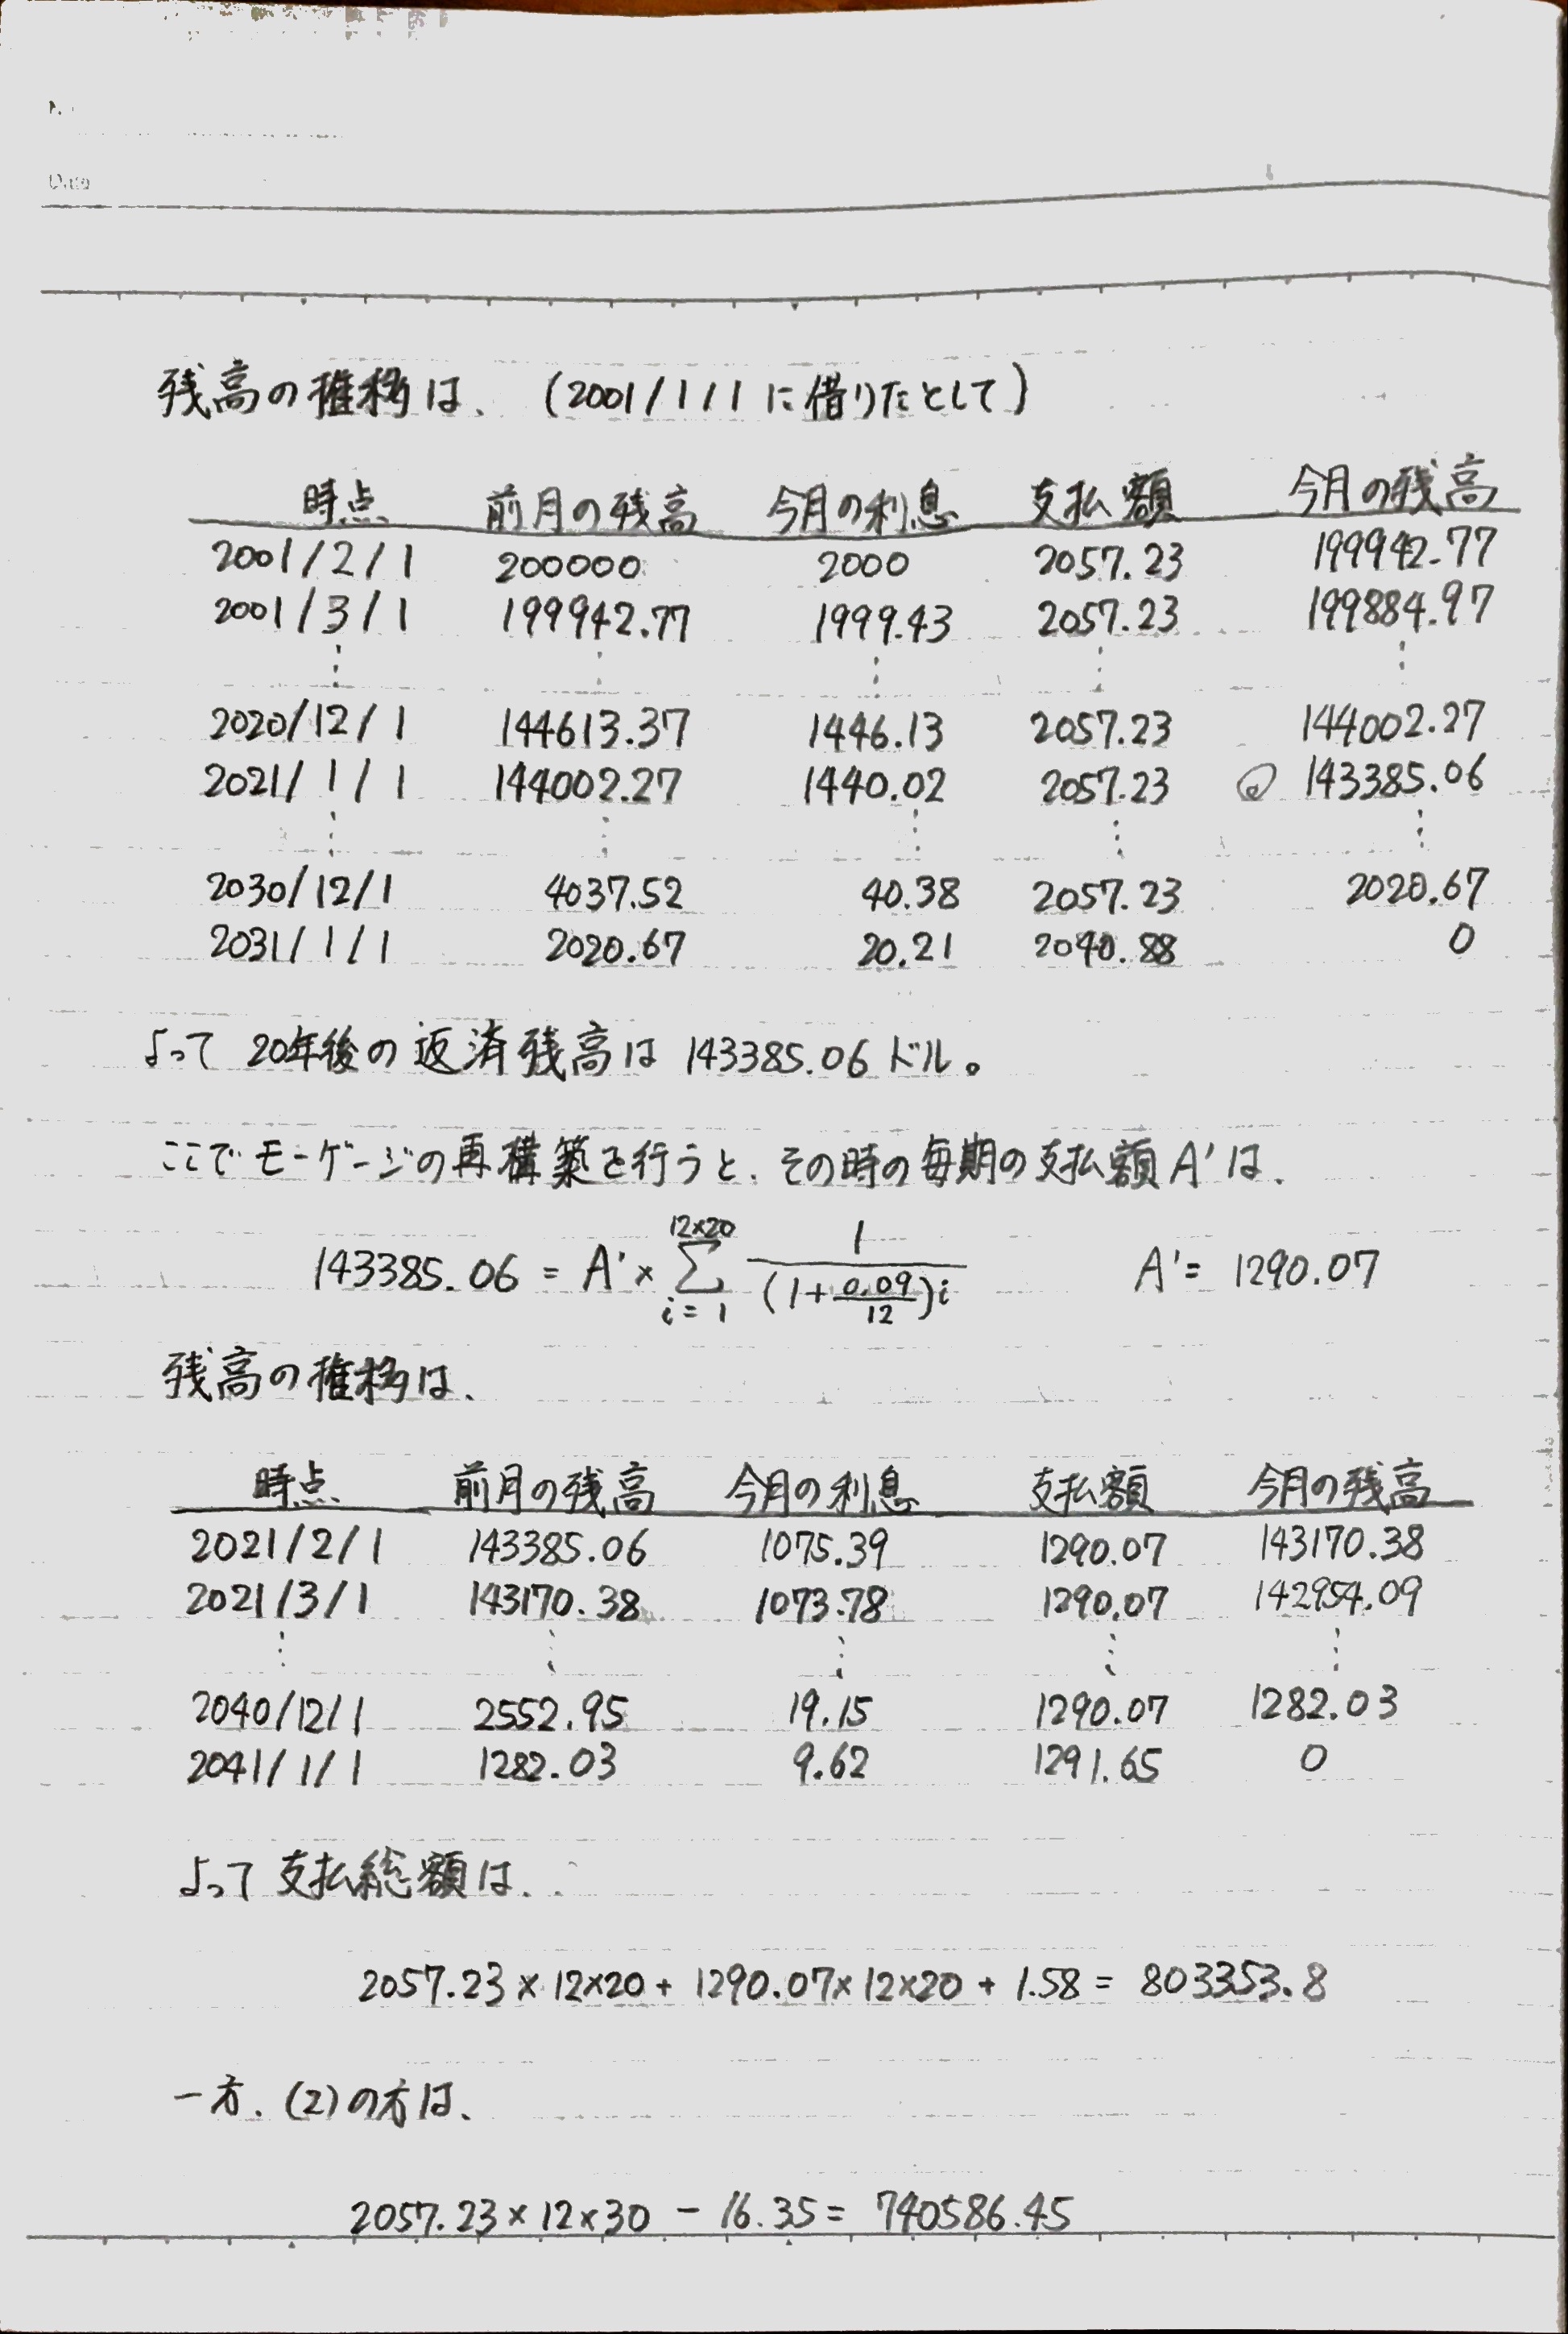 Date
残高の推移は、(2001/1/1 に借りたとして)
時点 前月の残高 今月の利息 支払額 今月の残高
2001/2/1 200000 2000 2057.23 199942.77
2001/3/1 199942.77 1999.43 2057.23 199884.97
⋮ ⋮ ⋮ ⋮ ⋮
2020/12/1 144613.37 1446.13 2057.23 144002.27
2021/1/1 144002.27 1440.02 2057.23 143385.06
⋮ ⋮ ⋮ ⋮ ⋮
2030/12/1 4037.52 40.38 2057.23 2020.67
2031/1/1 2020.67 20.21 2040.88 0
よって 20年後の返済残高は 143385.06 ドル。
ここでモーゲージの再構築を行うと、その時の毎期の支払額A'は、
143385.06 = A' × \sum_{i=1}^{12×20} \frac{1}{(1+\frac{0.09}{12})i} A' = 1290.07
残高の推移は、
時点 前月の残高 今月の利息 支払額 今月の残高
2021/2/1 143385.06 1075.39 1290.07 143170.38
2021/3/1 143170.38 1073.78 1290.07 142954.09
⋮ ⋮ ⋮ ⋮ ⋮
2040/12/1 2552.95 19.15 1290.07 1282.03
2041/1/1 1282.03 9.62 1291.65 0
よって支払総額は、
2057.23 × 12×20 + 1290.07× 12×20 + 1.58 = 803353.8
一方、(2)の方は、
2057.23 × 12 × 30 - 16.35 = 740586.45